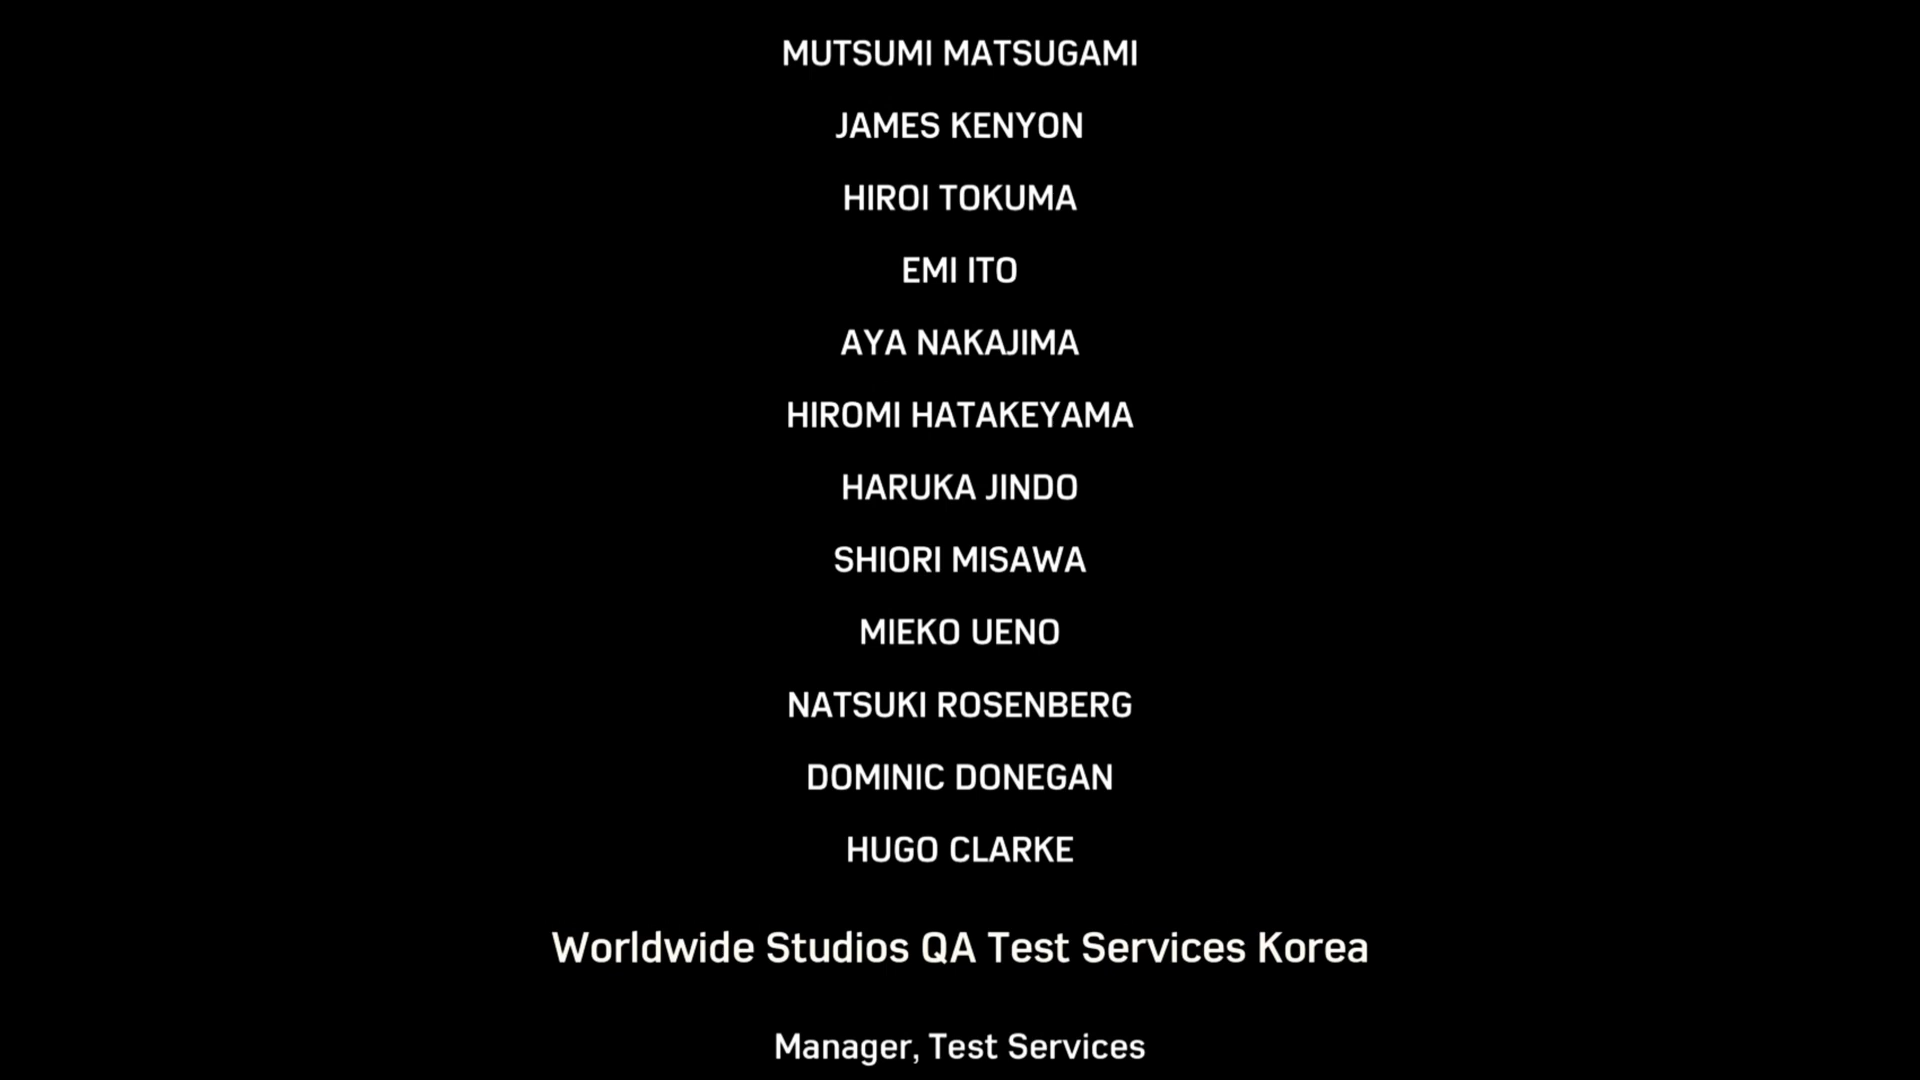 MUTSUMI MATSUGAMI
JAMES KENYON
HIROI TOKUMA
EMI ITO
AYA NAKAJIMA
HIROMI HATAKEYAMA
HARUKA JINDO
SHIORI MISAWA
MIEKO UENO
NATSUKI ROSENBERG
DOMINIC DONEGAN
HUGO CLARKE
Worldwide Studios QA Test Services Korea
Manager, Test Services